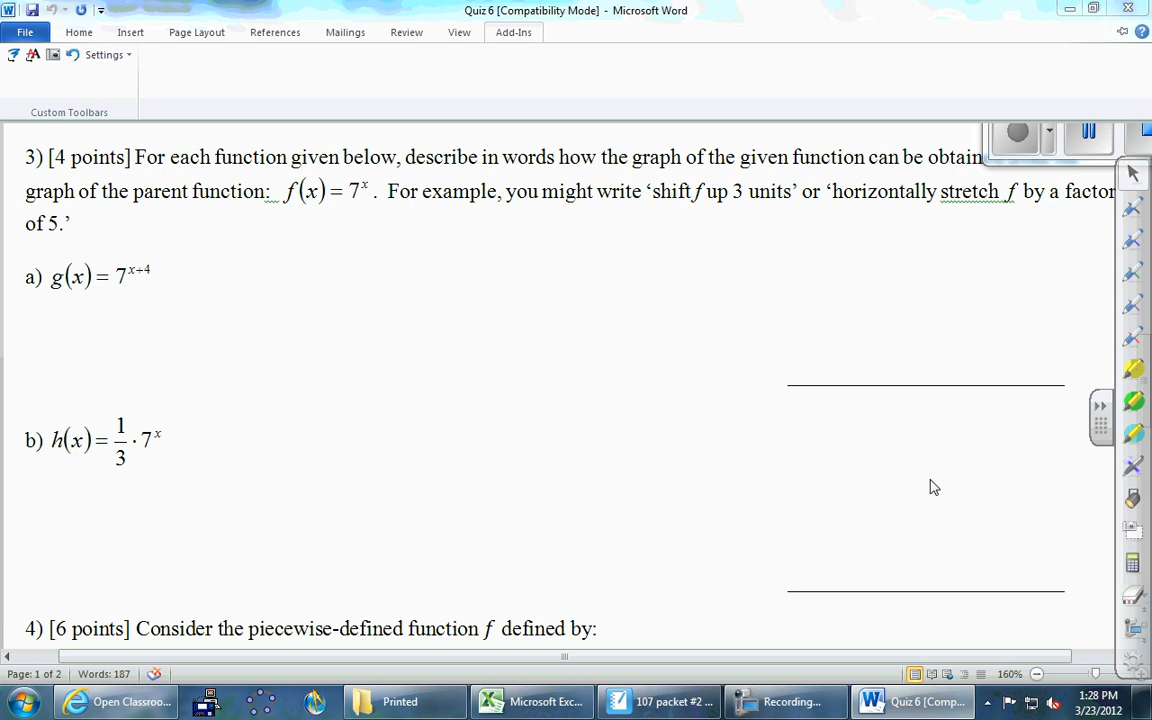 Quiz 6 [Compatibility Mode] - Microsoft Word
File Home Insert Page Layout References Mailings Review View Add-Ins
Settings
Custom Toolbars
3) [4 points] For each function given below, describe in words how the graph of the given function can be obtain
graph of the parent function: f(x) = 7^x . For example, you might write ‘shift f up 3 units’ or ‘horizontally stretch f by a factor
of 5.’
a) g(x) = 7^{x+4}
b) h(x) = 1/3 · 7^x
4) [6 points] Consider the piecewise-defined function f defined by:
Page: 1 of 2 Words: 187 160%
Open Classroo... Printed Microsoft Exc... 107 packet #2 ... Recording... Quiz 6 [Comp... 1:28 PM
3/23/2012